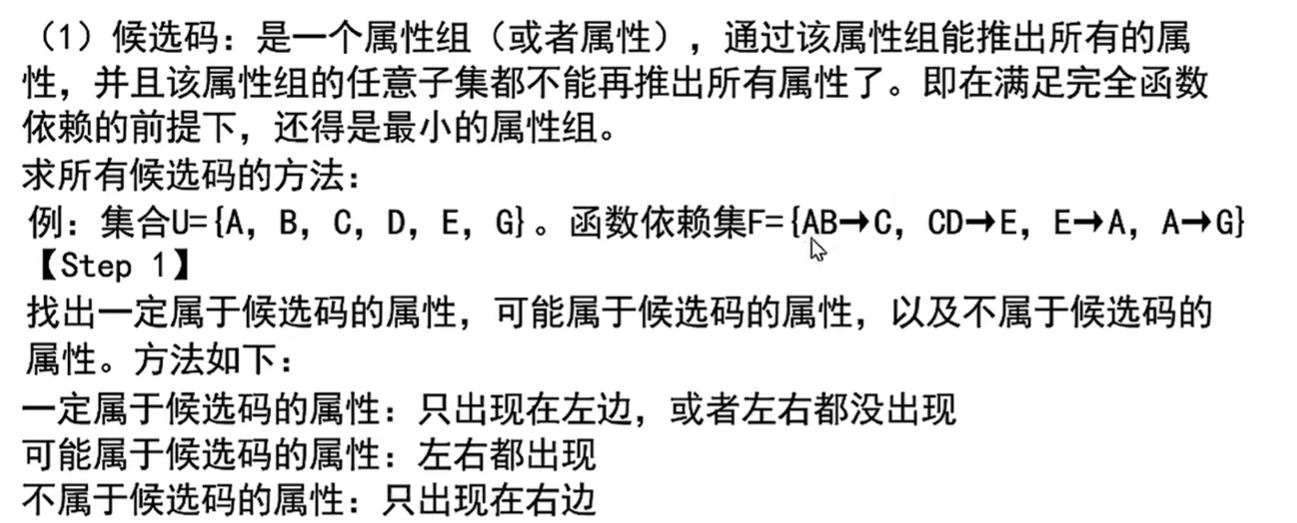 （1）候选码：是一个属性组（或者属性），通过该属性组能推出所有的属
性，并且该属性组的任意子集都不能再推出所有属性了。即在满足完全函数
依赖的前提下，还得是最小的属性组。
求所有候选码的方法：
例：集合U={A，B，C，D，E，G}。函数依赖集F={AB→C，CD→E，E→A，A→G}
【Step 1】
找出一定属于候选码的属性，可能属于候选码的属性，以及不属于候选码的
属性。方法如下：
一定属于候选码的属性：只出现在左边，或者左右都没出现
可能属于候选码的属性：左右都出现
不属于候选码的属性：只出现在右边